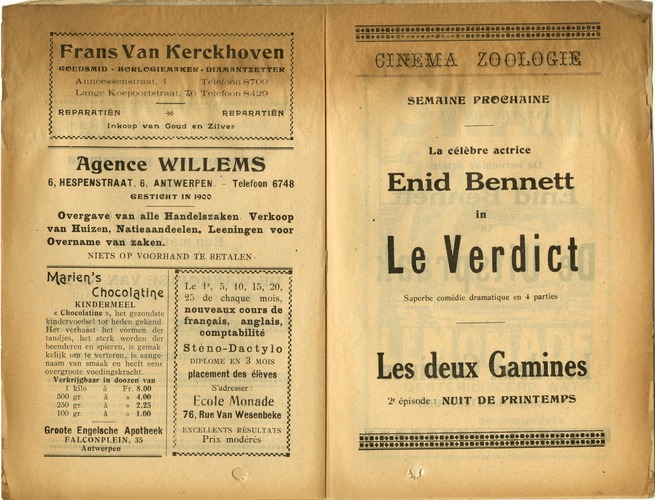 Frans Van Kerckhoven
GOEDSMID - HORLOGIEMAKER - DIAMANTZETTER
Anneessenstraat, 1 Telefoon 8709
Lange Koepoortstraat, 76 Telefoon 8429
REPARATIËN REPARATIËN
Inkoop van Goud en Zilver
Agence WILLEMS
6, HESPENSTRAAT, 6, ANTWERPEN. - Telefoon 6748
GESTICHT IN 1900
Overgave van alle Handelszaken. Verkoop
van Huizen, Natieaandeelen. Leeningen voor
Overname van zaken.
NIETS OP VOORHAND TE BETALEN
Marien's
Chocolatine
KINDERMEEL
« Chocolatine », het gezondste
kindervoedsel tot heden gekend.
Het verhaast het vormen der
tandjes, het sterk worden der
beenderen en spieren, is gemak-
kelijk om te verteren, is aange-
naam van smaak en heeft eene
overgroote voedingskracht.
Verkrijgbaar in doozen van
1 kilo à Fr. 8.00
500 gr. à » 4.00
250 gr. à » 2.25
100 gr. à » 1.00
Groote Engelsche Apotheek
FALCONPLEIN, 35
Antwerpen
Le 1r, 5, 10, 15, 20,
25 de chaque mois,
nouveaux cours de
français, anglais,
comptabilité
Sténo-Dactylo
DIPLOME EN 3 MOIS
placement des élèves
S'adresser :
Ecole Monade
76, Rue Van Wesenbeke
EXCELLENTS RÉSULTATS
Prix modérés
CINEMA ZOOLOGIE
SEMAINE PROCHAINE
La célèbre actrice
Enid Bennett
in
Le Verdict
Saperbe comédie dramatique en 4 parties
Les deux Gamines
2e épisode : NUIT DE PRINTEMPS